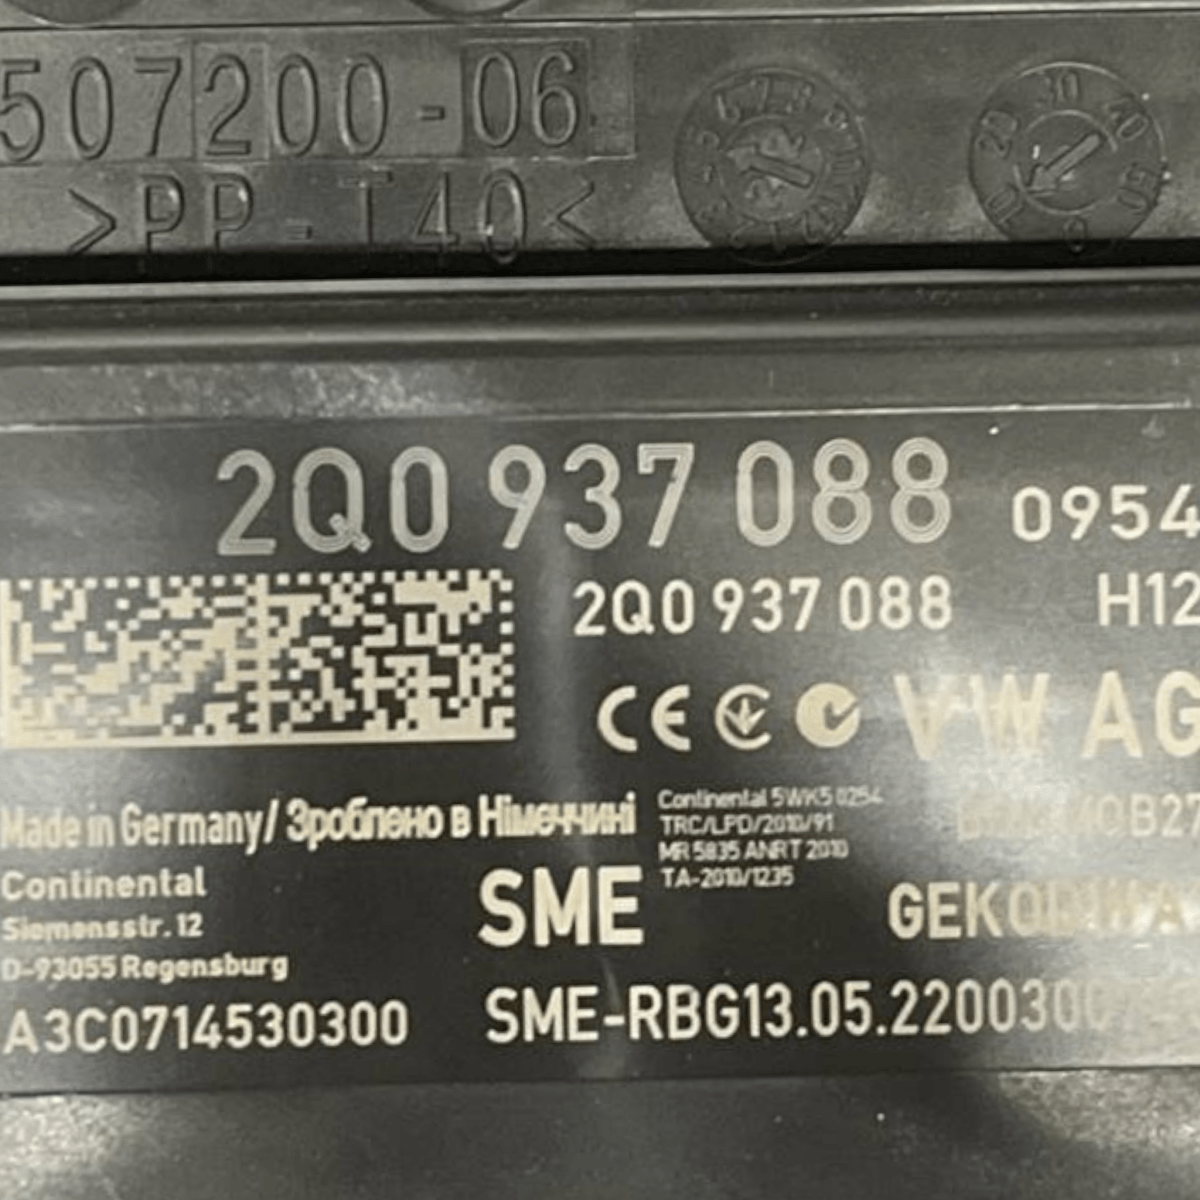 507200-06
>PP-T40<
2Q0 937 088 0954
2Q0 937 088 H12
CE VW AG
Made in Germany/ Зроблено в Німеччині
Continental 5WK5 0254
TRC/LPD/2010/91
MR 5835 ANRT 2010
TA-2010/1235
Continental
Siemensstr. 12
D-93055 Regensburg
SME
A3C0714530300 SME-RBG13.05.22003007